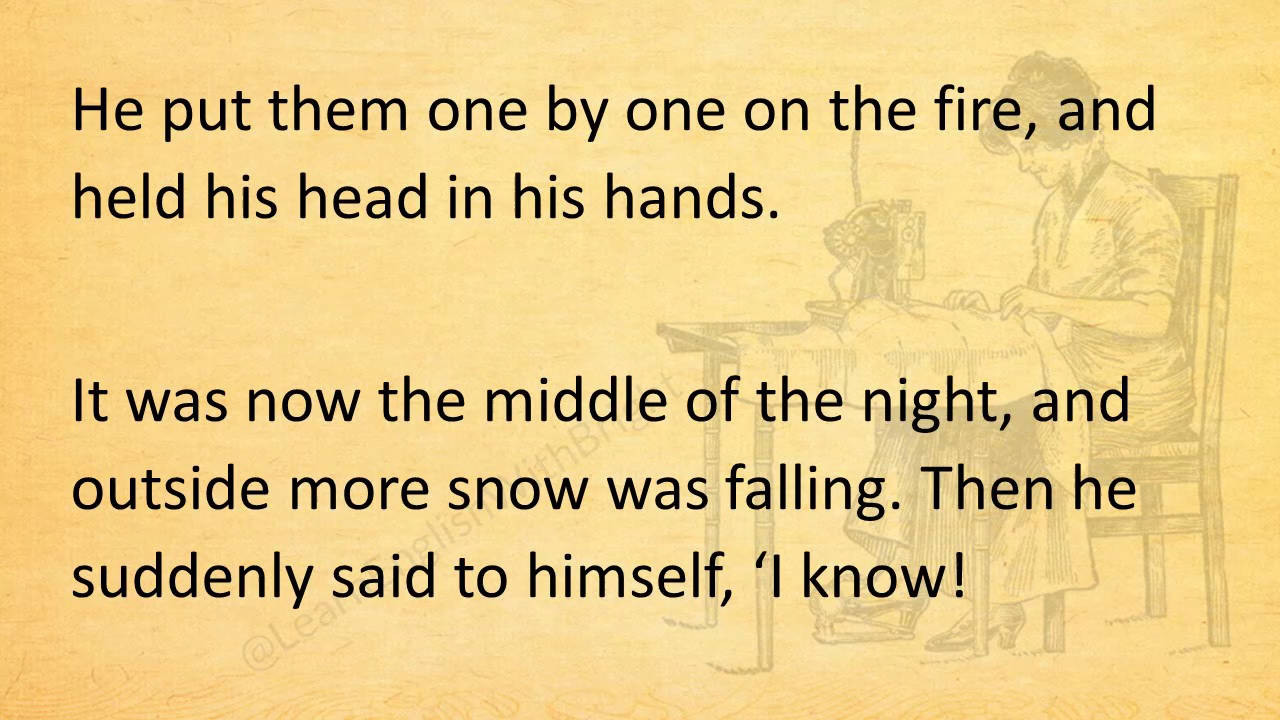 He put them one by one on the fire, and
held his head in his hands.
It was now the middle of the night, and
outside more snow was falling. Then he
suddenly said to himself, ‘I know!